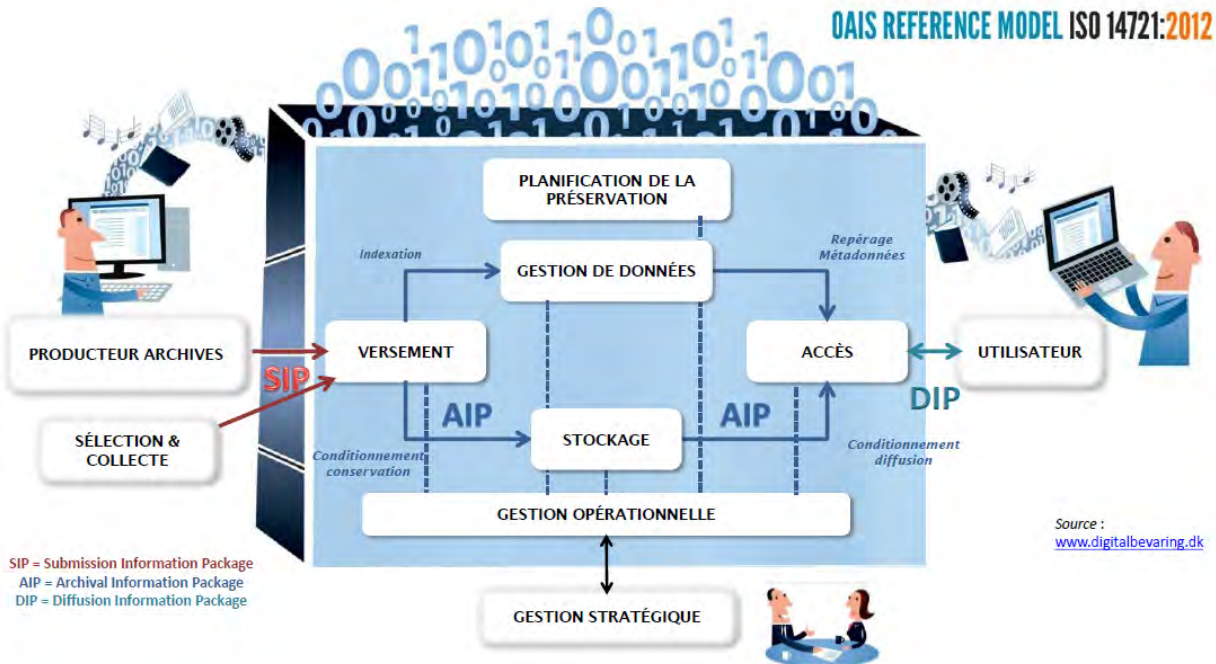 OAIS REFERENCE MODEL ISO 14721:2012
PLANIFICATION DE LA
PRÉSERVATION
Indexation
GESTION DE DONNÉES
Repérage
Métadonnées
PRODUCTEUR ARCHIVES
SIP
VERSEMENT
ACCÈS
UTILISATEUR
DIP
SÉLECTION &
COLLECTE
AIP
STOCKAGE
AIP
Conditionnement
conservation
Conditionnement
diffusion
GESTION OPÉRATIONNELLE
Source :
www.digitalbevaring.dk
SIP = Submission Information Package
AIP = Archival Information Package
DIP = Diffusion Information Package
GESTION STRATÉGIQUE